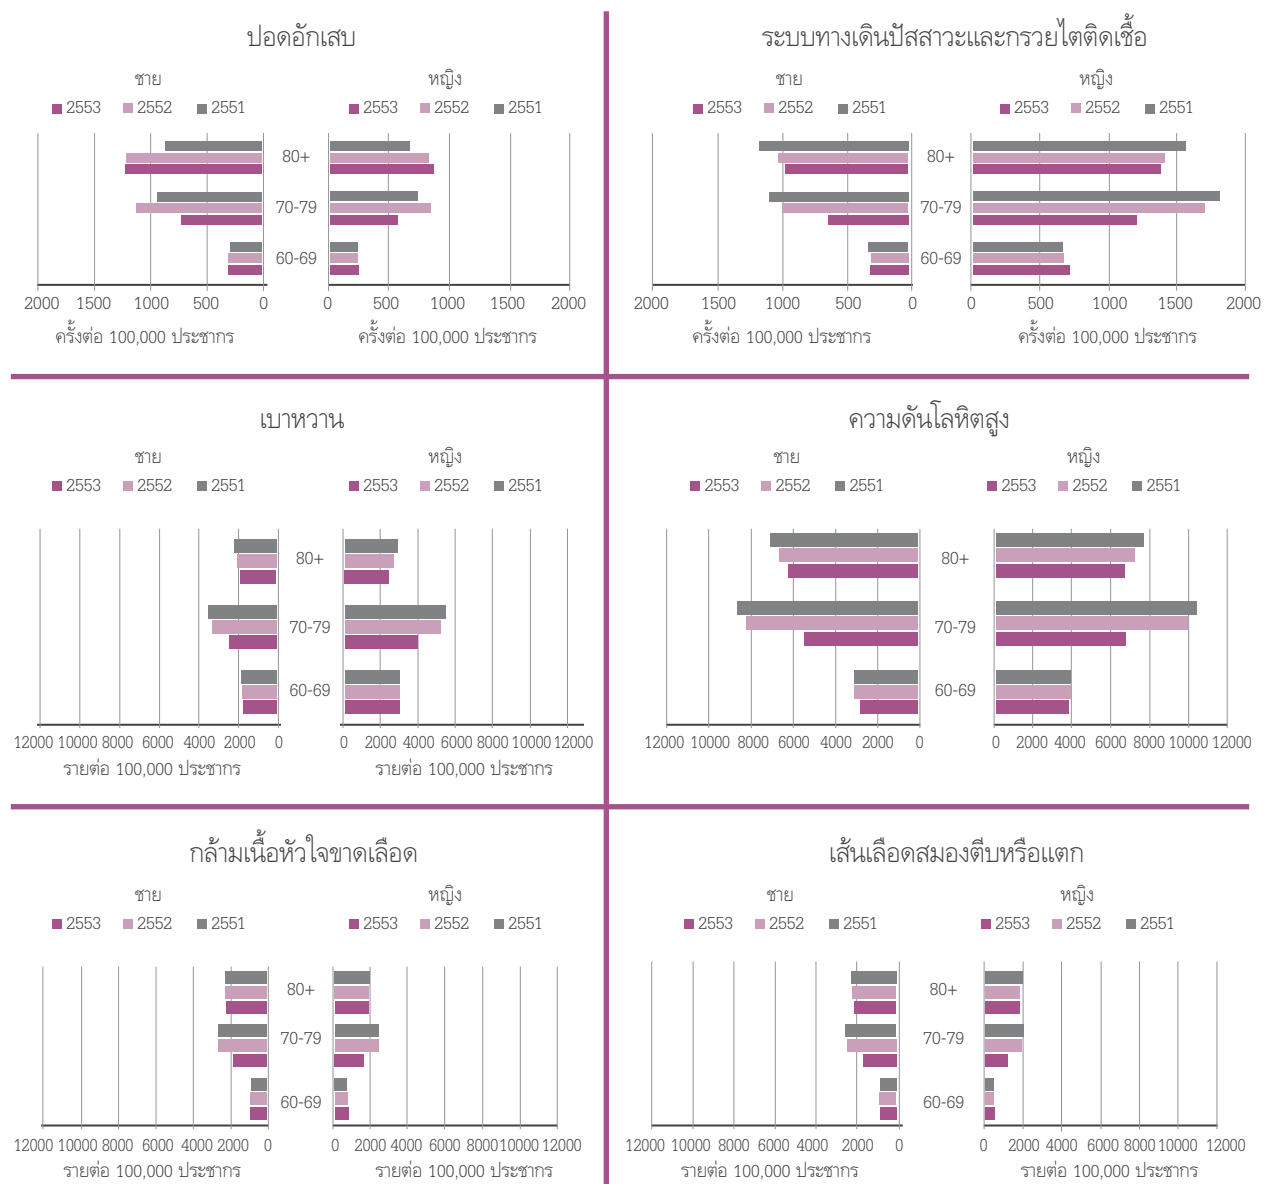 ปอดอักเสบ
ชาย หญิง
2553 2552 2551 2553 2552 2551
80+
70-79
60-69
2000 1500 1000 500 0 0 500 1000 1500 2000
ครั้งต่อ 100,000 ประชากร ครั้งต่อ 100,000 ประชากร
ระบบทางเดินปัสสาวะและกรวยไตติดเชื้อ
ชาย หญิง
2553 2552 2551 2553 2552 2551
80+
70-79
60-69
2000 1500 1000 500 0 0 500 1000 1500 2000
ครั้งต่อ 100,000 ประชากร ครั้งต่อ 100,000 ประชากร
เบาหวาน
ชาย หญิง
2553 2552 2551 2553 2552 2551
80+
70-79
60-69
12000 10000 8000 6000 4000 2000 0 0 2000 4000 6000 8000 10000 12000
รายต่อ 100,000 ประชากร รายต่อ 100,000 ประชากร
ความดันโลหิตสูง
ชาย หญิง
2553 2552 2551 2553 2552 2551
80+
70-79
60-69
12000 10000 8000 6000 4000 2000 0 0 2000 4000 6000 8000 10000 12000
กล้ามเนื้อหัวใจขาดเลือด
ชาย หญิง
2553 2552 2551 2553 2552 2551
80+
70-79
60-69
12000 10000 8000 6000 4000 2000 0 0 2000 4000 6000 8000 10000 12000
รายต่อ 100,000 ประชากร รายต่อ 100,000 ประชากร
เส้นเลือดสมองตีบหรือแตก
ชาย หญิง
2553 2552 2551 2553 2552 2551
80+
70-79
60-69
12000 10000 8000 6000 4000 2000 0 0 2000 4000 6000 8000 10000 12000
รายต่อ 100,000 ประชากร รายต่อ 100,000 ประชากร